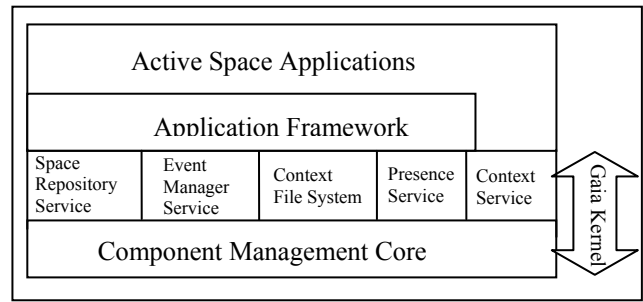 Active Space Applications
Application Framework
Space
Repository
Service
Event
Manager
Service
Context
File System
Presence
Service
Context
Service
Component Management Core
Gaia Kernel